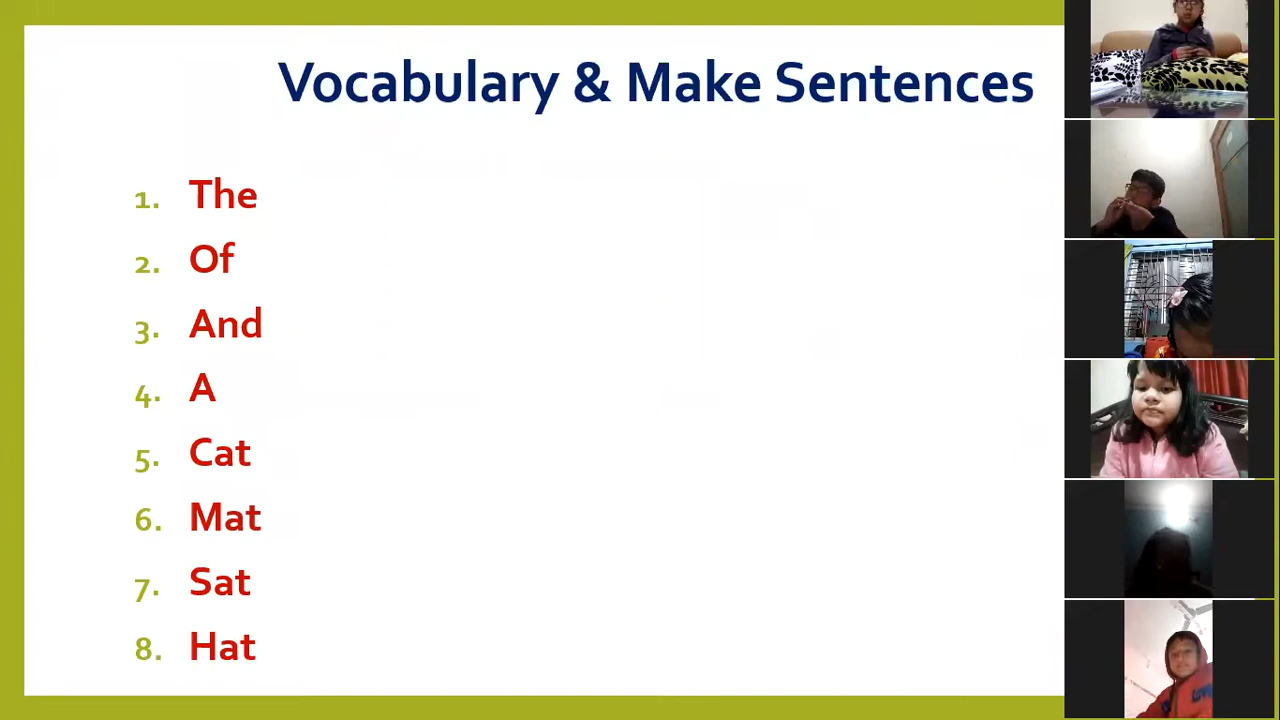 Vocabulary & Make Sentences
1. The
2. Of
3. And
4. A
5. Cat
6. Mat
7. Sat
8. Hat